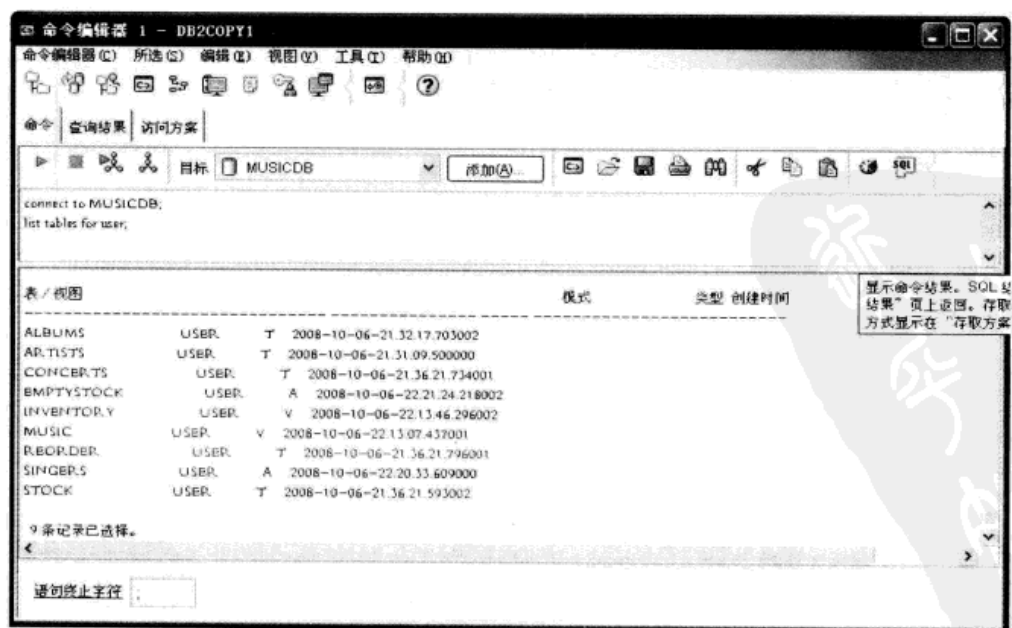 命令编辑器 1 - DB2COPY1
命令编辑器(C) 所选(S) 编辑(E) 视图(V) 工具(T) 帮助(H)
命令 查询结果 访问方案
目标 MUSICDB 添加(A)...
connect to MUSICDB;
list tables for user;
表/视图 模式 类型 创建时间
显示命令结果。SQL
结果”页上返回。存取
方式显示在“存取方案
ALBUMS USER T 2008-10-06-21.32.17.703002
ARTISTS USER T 2008-10-06-21.31.09.500000
CONCERTS USER T 2008-10-06-21.36.21.734001
EMPTYSTOCK USER A 2008-10-06-22.21.24.218002
INVENTORY USER V 2008-10-06-22.13.46.296002
MUSIC USER V 2008-10-06-22.13.07.437001
REORDER USER T 2008-10-06-21.36.21.796001
SINGERS USER A 2008-10-06-22.20.33.609000
STOCK USER T 2008-10-06-21.36.21.593002
9 条记录已选择。
语句终止字符 ;